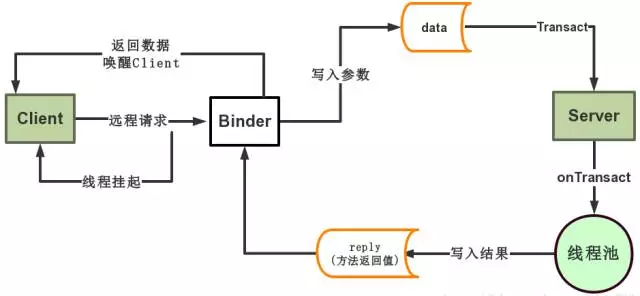 data
Transact
返回数据
唤醒Client
写入参数
Client
远程请求
Binder
Server
线程挂起
onTransact
reply
(方法返回值)
写入结果
线程池